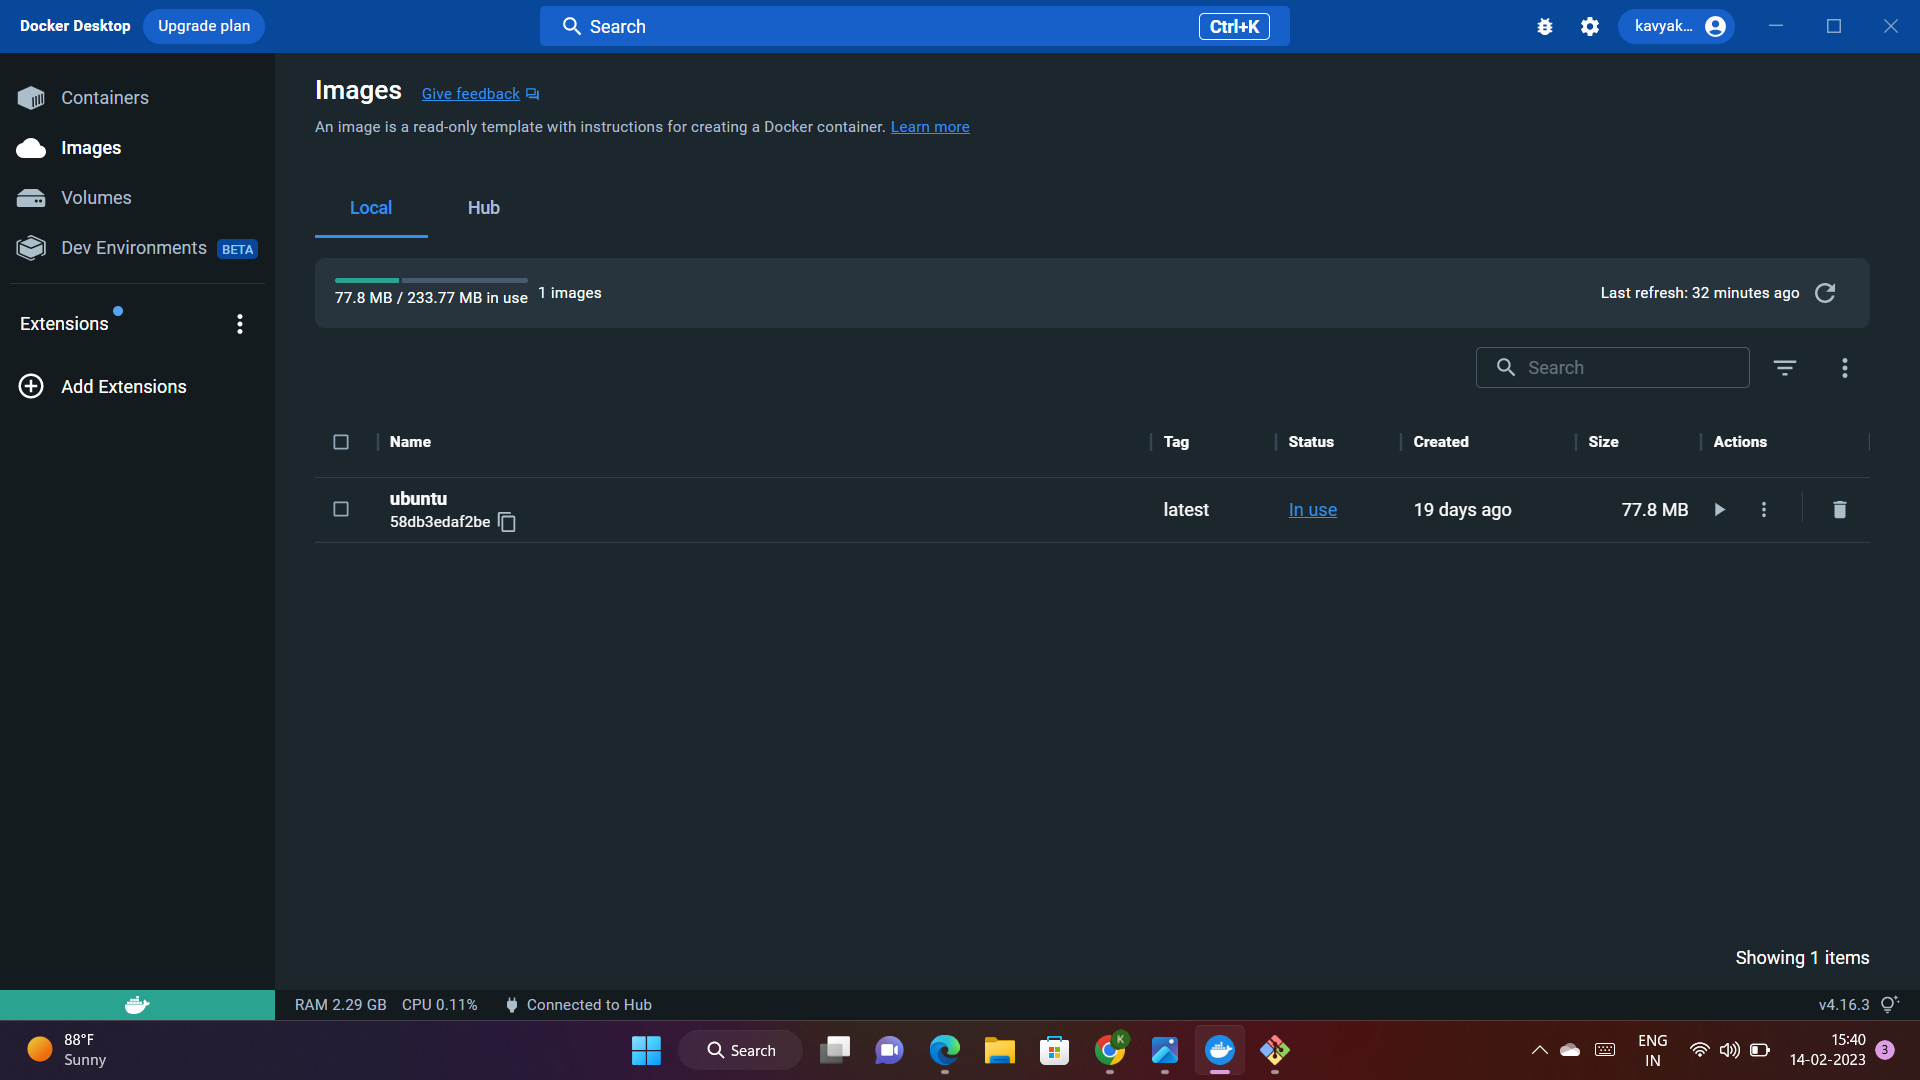 Docker Desktop
Upgrade plan
Search
Ctrl+K
kavyak...
Containers
Images
Volumes
Dev Environments BETA
Extensions
Add Extensions
Images
Give feedback
An image is a read-only template with instructions for creating a Docker container. Learn more
Local
Hub
77.8 MB / 233.77 MB in use
1 images
Last refresh: 32 minutes ago
Search
Name Tag Status Created Size Actions
ubuntu
58db3edaf2be
latest In use 19 days ago 77.8 MB
Showing 1 items
RAM 2.29 GB CPU 0.11% Connected to Hub
v4.16.3
88°F
Sunny
Search
K
ENG
IN
15:40
14-02-2023
3